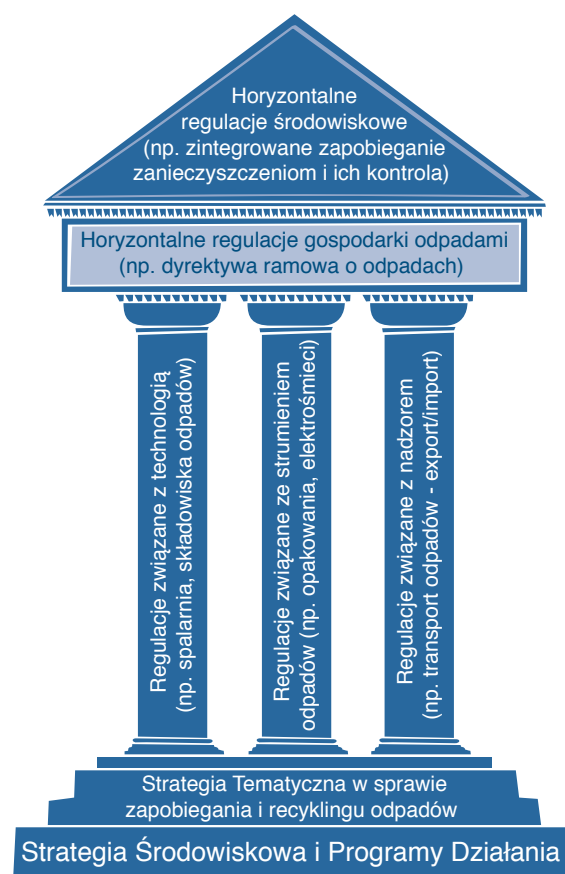 Horyzontalne
regulacje środowiskowe
(np. zintegrowane zapobieganie
zanieczyszczeniom i ich kontrola)
Horyzontalne regulacje gospodarki odpadami
(np. dyrektywa ramowa o odpadach)
Regulacje związane z technologią
(np. spalarnia, składowiska odpadów)
Regulacje związane ze strumieniem
odpadów (np. opakowania, elektrośmieci)
Regulacje związane z nadzorem
(np. transport odpadów - export/import)
Strategia Tematyczna w sprawie
zapobiegania i recyklingu odpadów
Strategia Środowiskowa i Programy Działania